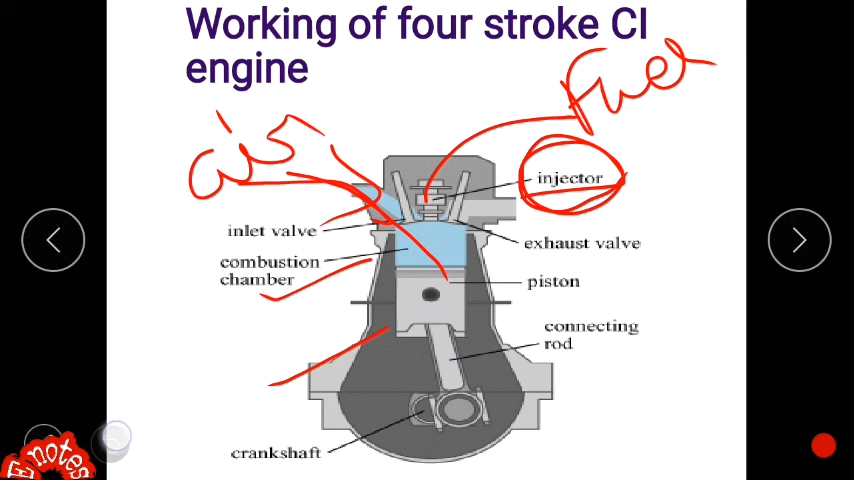 Working of four stroke CI
engine
Fuel
air
injector
inlet valve
exhaust valve
combustion
chamber
piston
connecting
rod
crankshaft
E notes